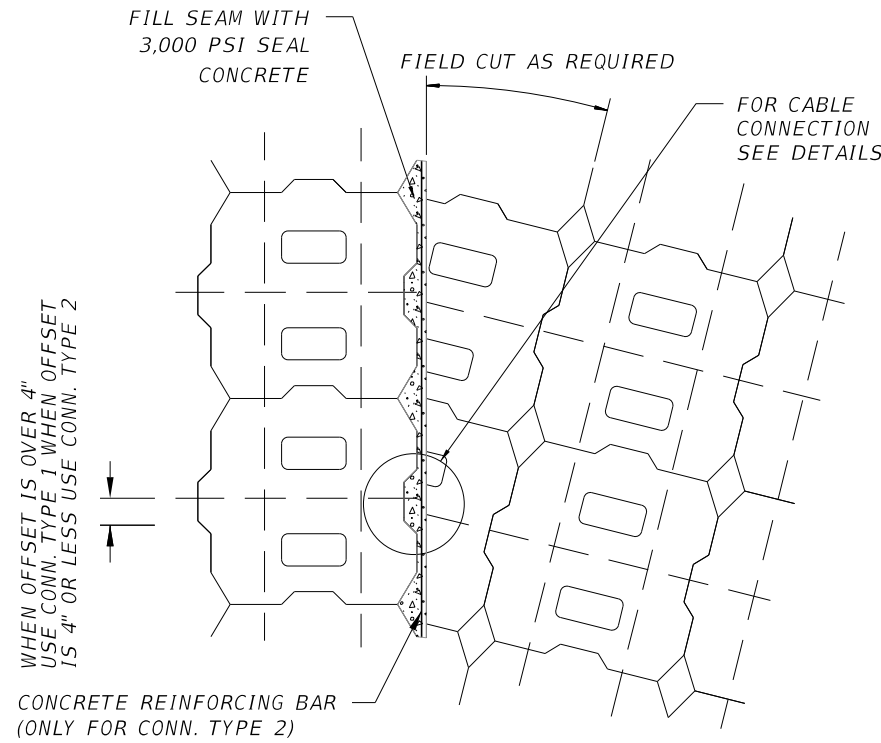 FILL SEAM WITH
3,000 PSI SEAL
CONCRETE
FIELD CUT AS REQUIRED
FOR CABLE
CONNECTION
SEE DETAILS
WHEN OFFSET IS OVER 4"
USE CONN. TYPE 1 WHEN OFFSET
IS 4" OR LESS USE CONN. TYPE 2
CONCRETE REINFORCING BAR
(ONLY FOR CONN. TYPE 2)